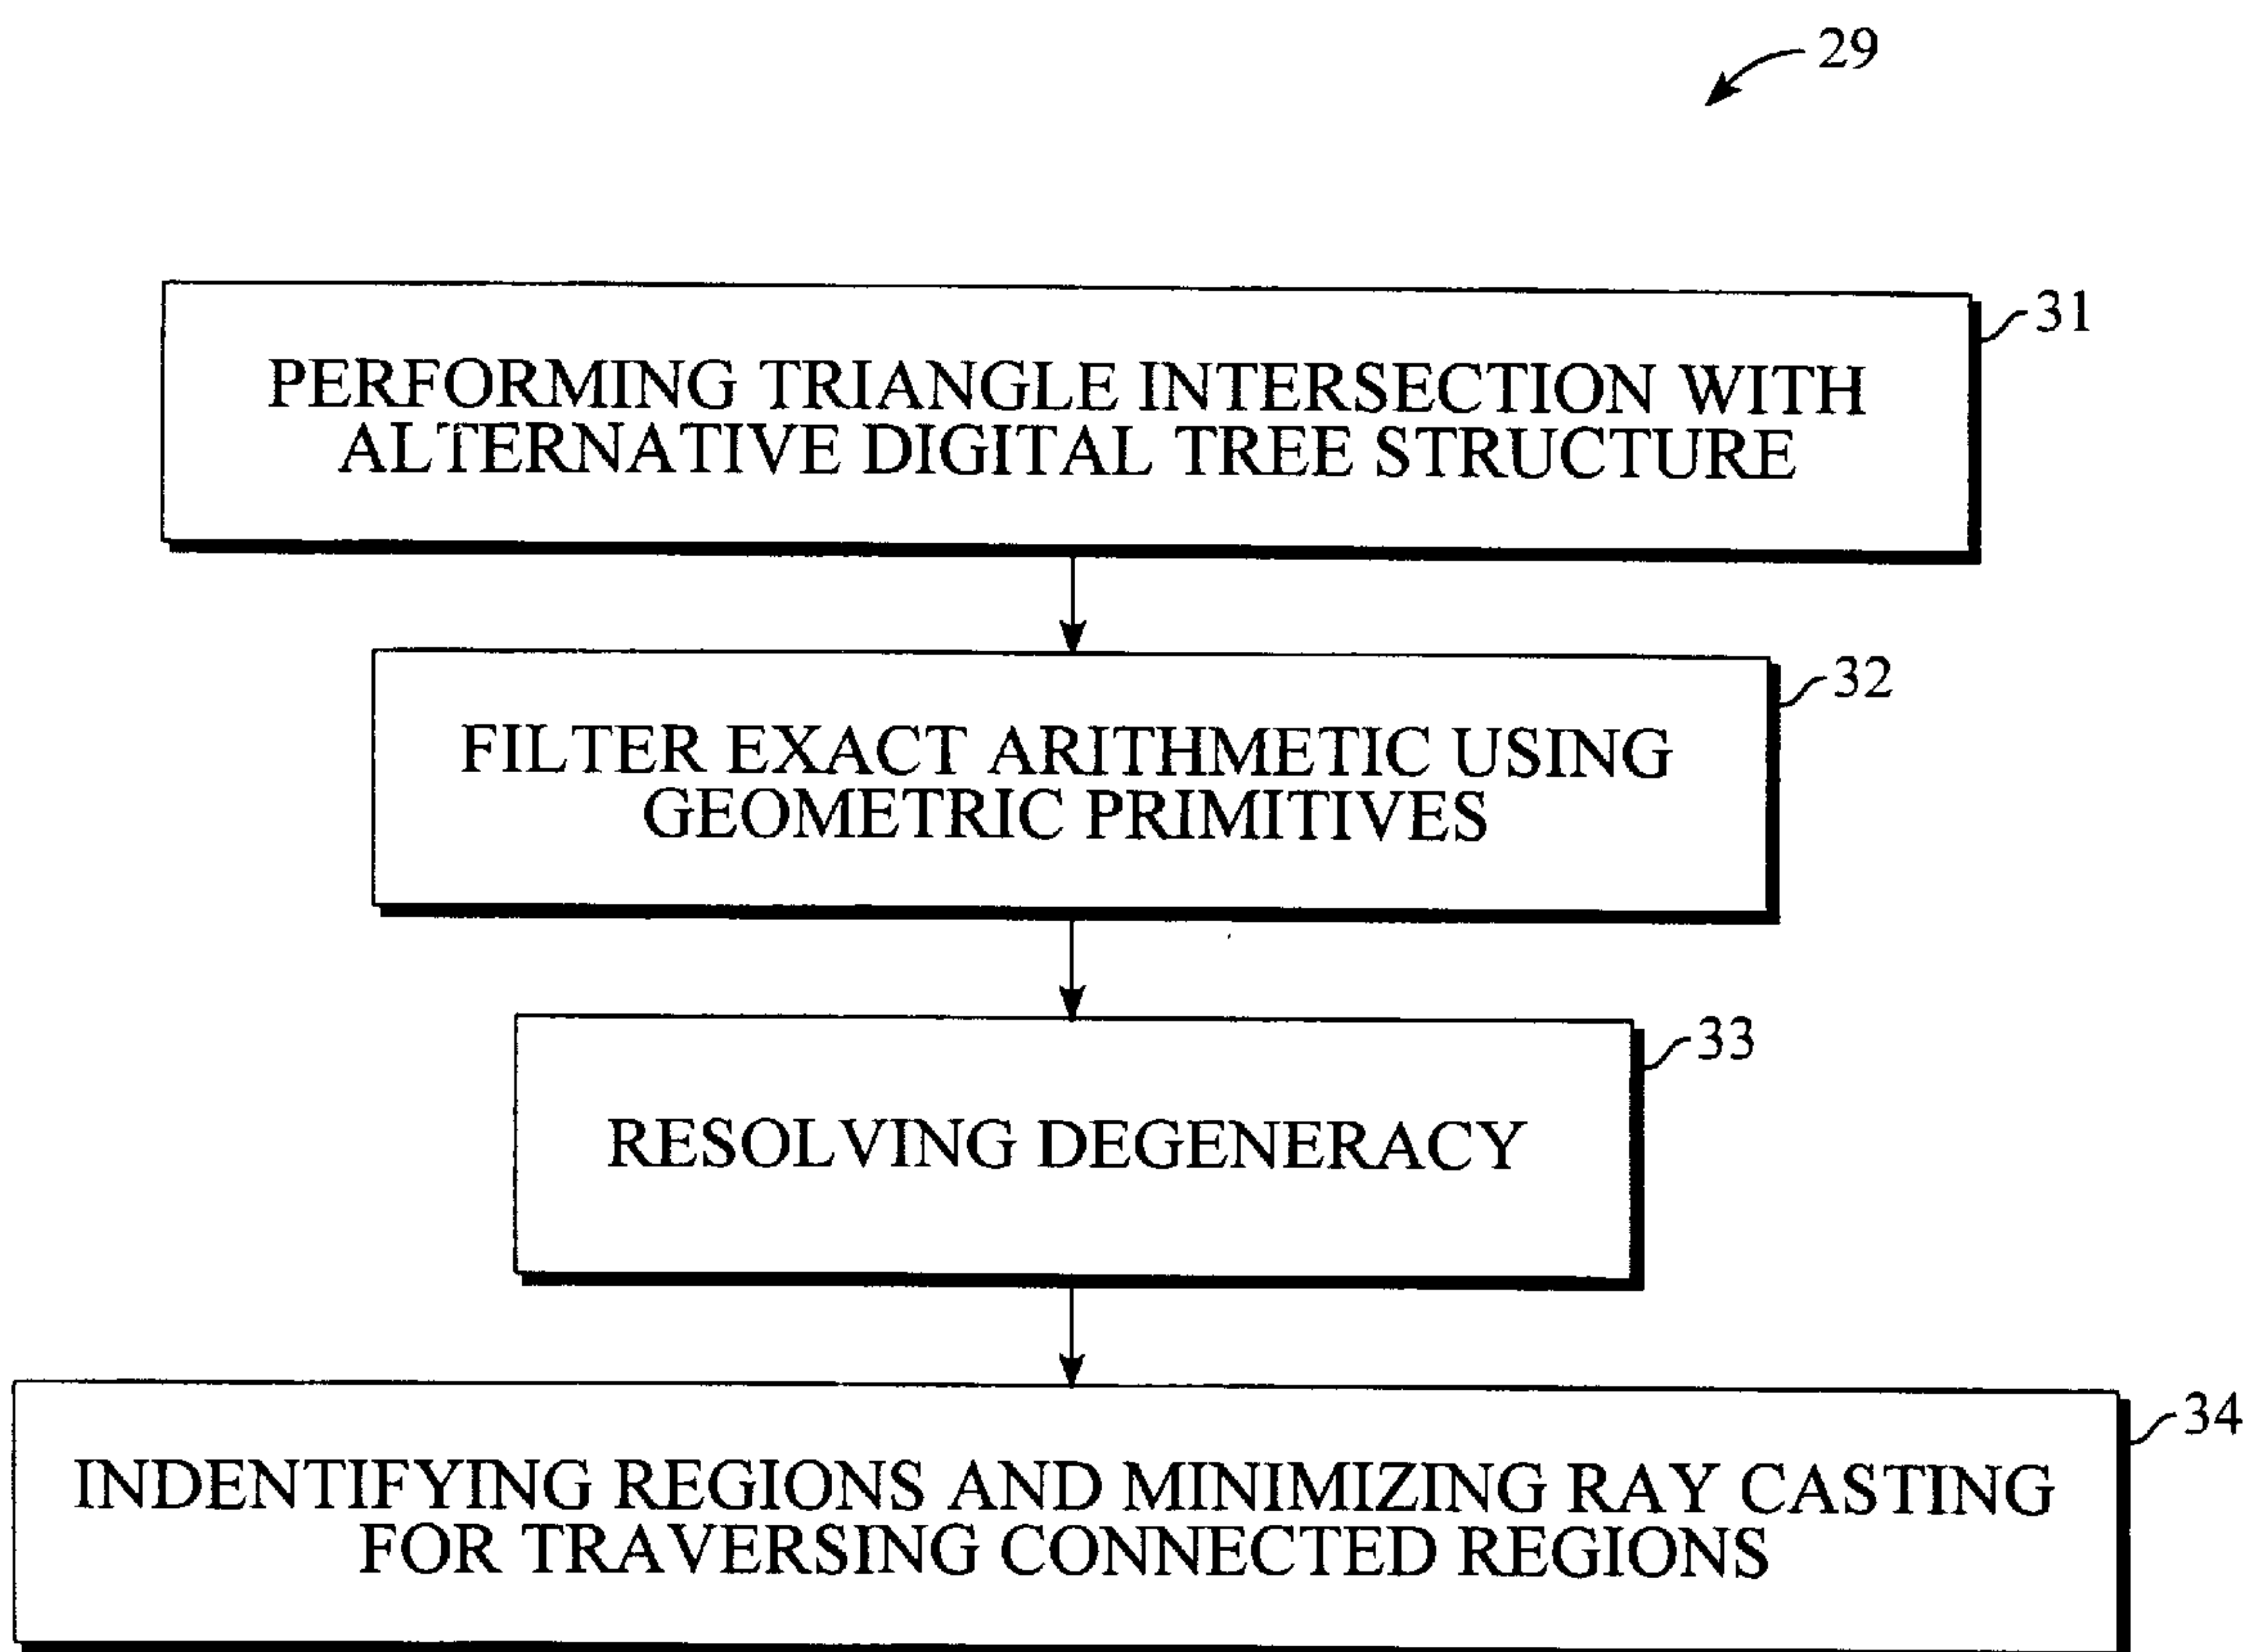 29
31
PERFORMING TRIANGLE INTERSECTION WITH
ALTERNATIVE DIGITAL TREE STRUCTURE
32
FILTER EXACT ARITHMETIC USING
GEOMETRIC PRIMITIVES
33
RESOLVING DEGENERACY
34
INDENTIFYING REGIONS AND MINIMIZING RAY CASTING
FOR TRAVERSING CONNECTED REGIONS